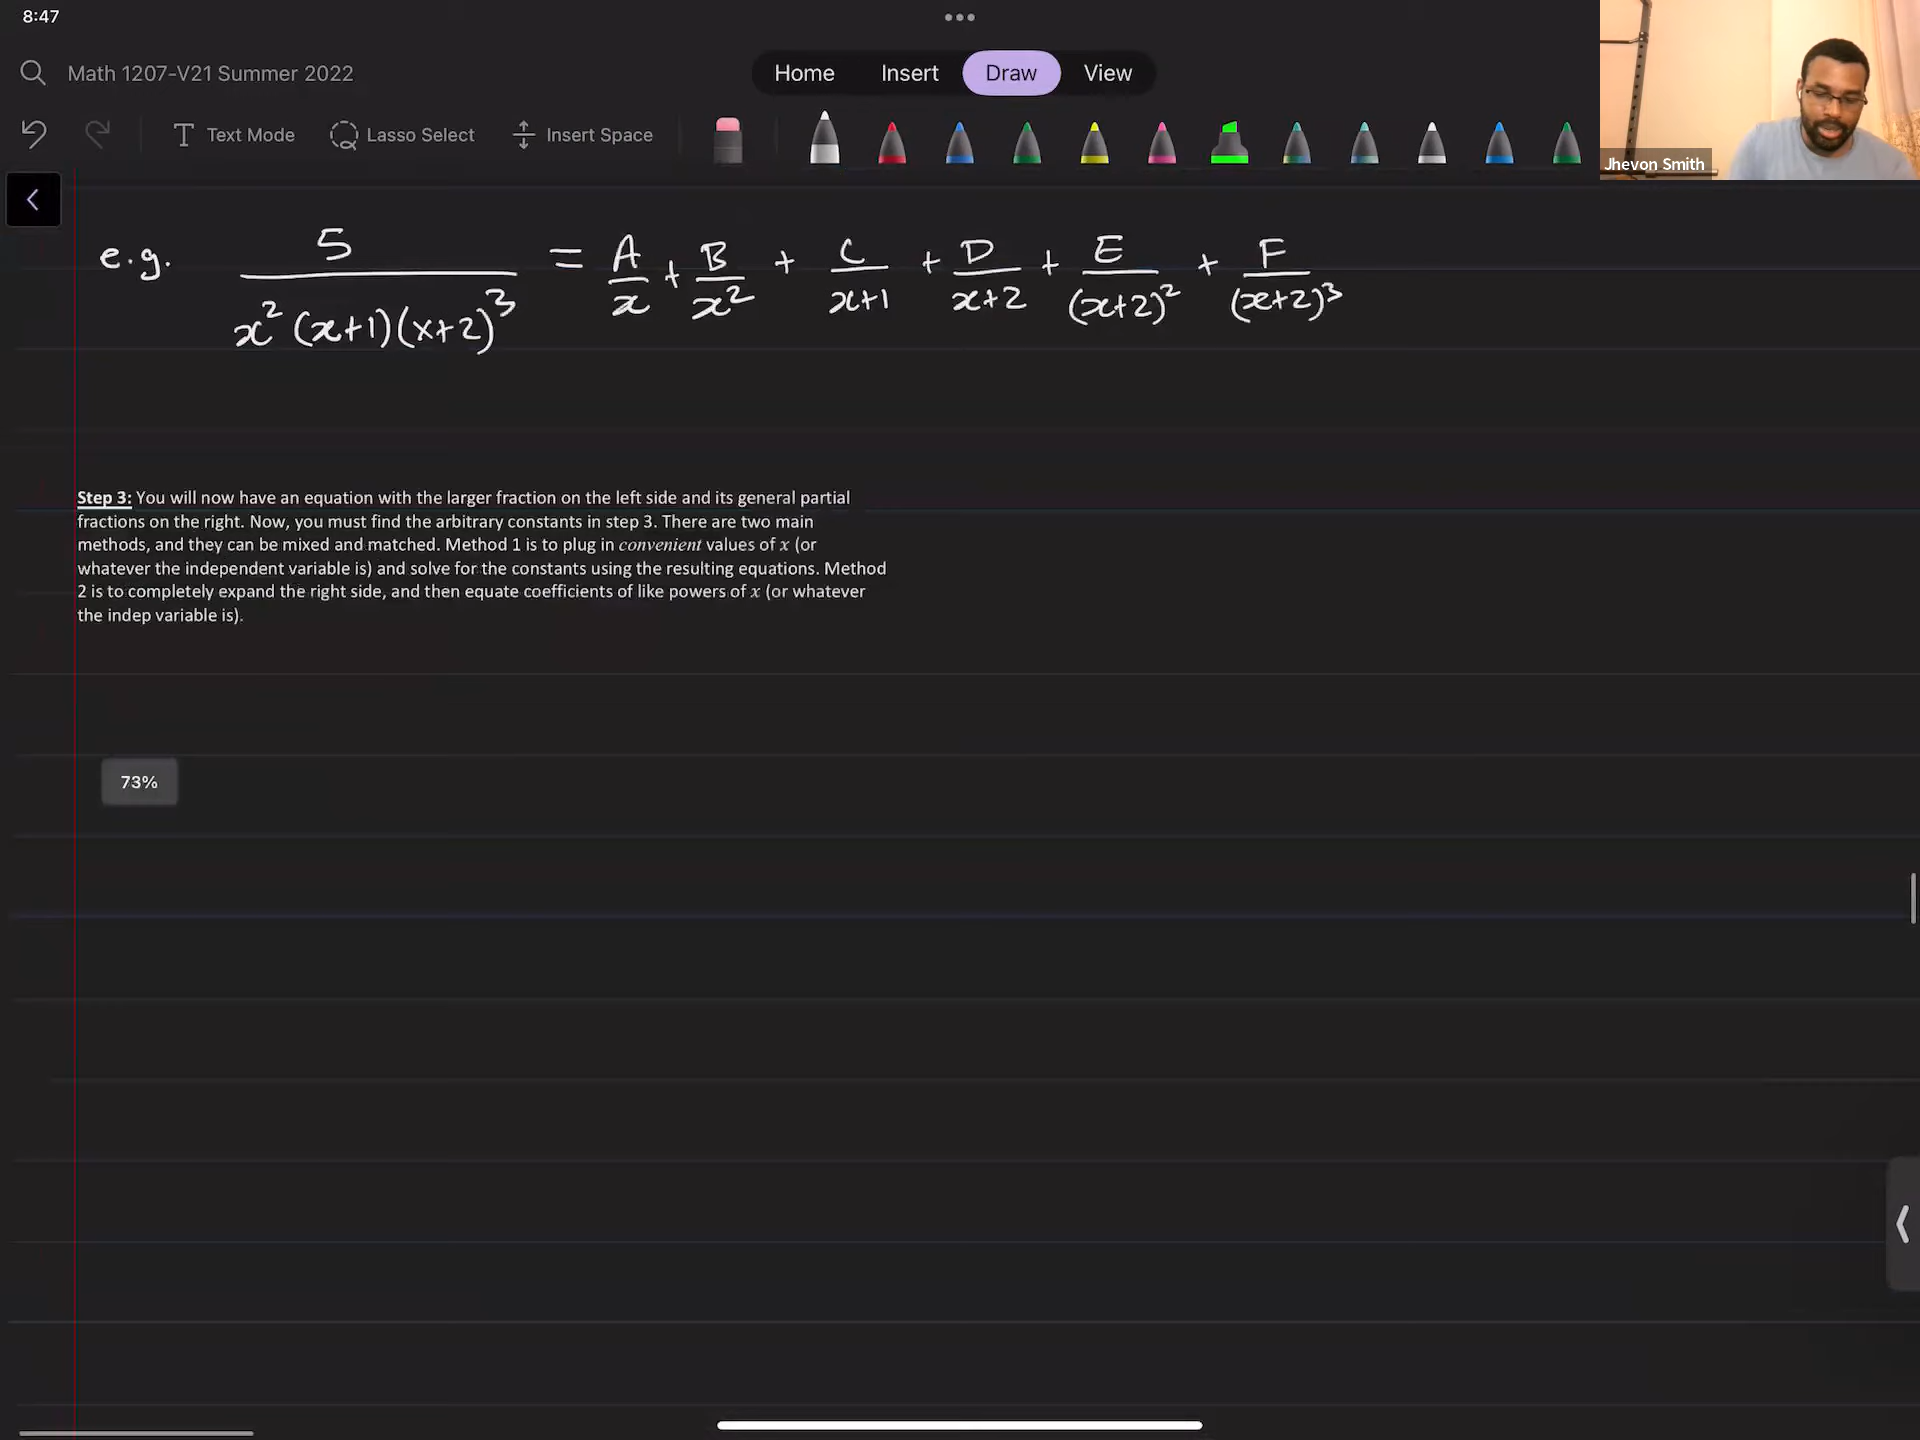 8:47
Math 1207-V21 Summer 2022
Home Insert Draw View
Text Mode Lasso Select Insert Space
Jhevon Smith
e.g. 5/(x²(x+1)(x+2)³) = A/x + B/x² + C/(x+1) + D/(x+2) + E/(x+2)² + F/(x+2)³
Step 3: You will now have an equation with the larger fraction on the left side and its general partial
fractions on the right. Now, you must find the arbitrary constants in step 3. There are two main
methods, and they can be mixed and matched. Method 1 is to plug in convenient values of x (or
whatever the independent variable is) and solve for the constants using the resulting equations. Method
2 is to completely expand the right side, and then equate coefficients of like powers of x (or whatever
the indep variable is).
73%